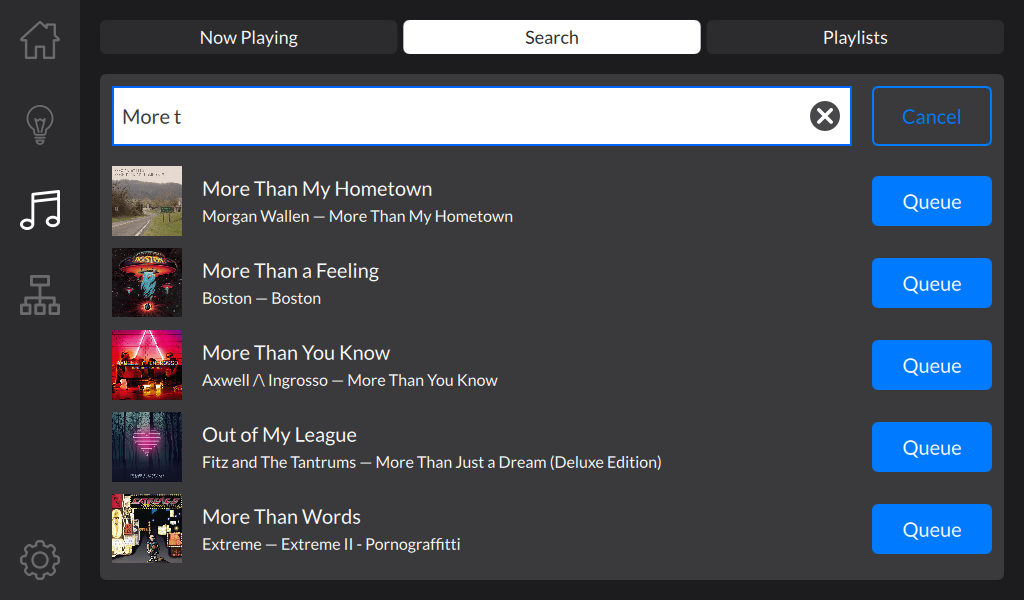 Now Playing
Search
Playlists
More t
Cancel
More Than My Hometown
Morgan Wallen — More Than My Hometown
Queue
More Than a Feeling
Boston — Boston
Queue
More Than You Know
Axwell /\ Ingrosso — More Than You Know
Queue
Out of My League
Fitz and The Tantrums — More Than Just a Dream (Deluxe Edition)
Queue
More Than Words
Extreme — Extreme II - Pornograffitti
Queue